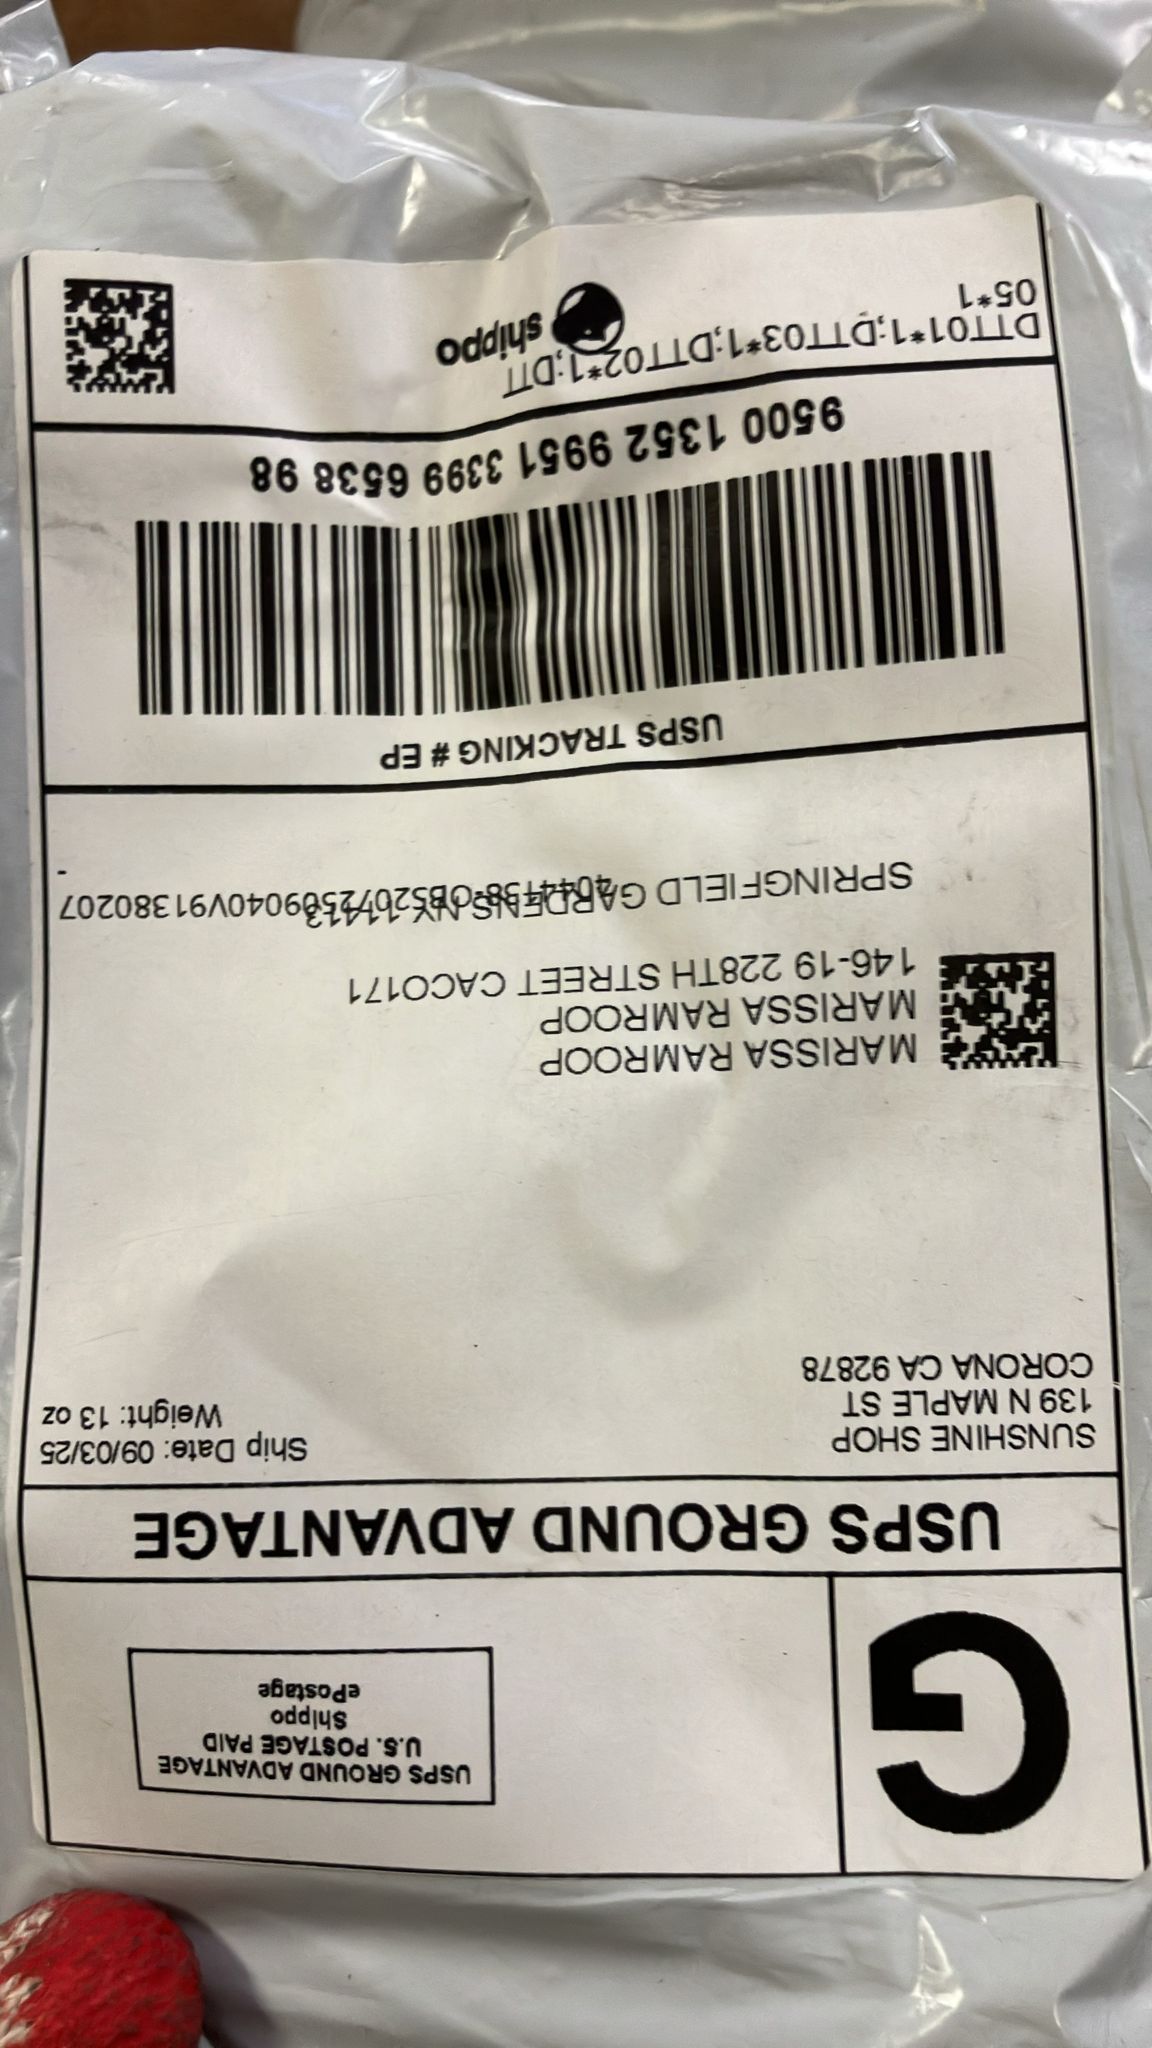 G
USPS GROUND ADVANTAGE
U.S. POSTAGE PAID
Shippo
ePostage
USPS GROUND ADVANTAGE
SUNSHINE SHOP
139 N MAPLE ST
CORONA CA 92878
Ship Date: 09/03/25
Weight: 13 oz
MARISSA RAMROOP
MARISSA RAMROOP
146-19 228TH STREET CACO171
SPRINGFIELD GARDENS NY 11413
-
USPS TRACKING # EP
9500 1352 9951 3399 6538 98
DTT01*1;DTT03*1;DTT02*1;DTT
05*1
shippo